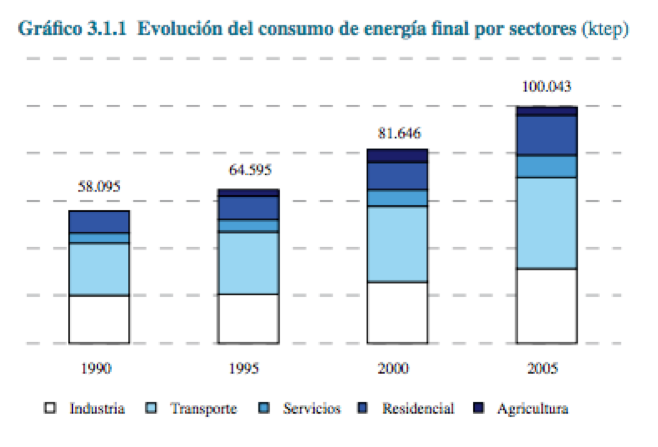 Gráfico 3.1.1 Evolución del consumo de energía final por sectores (ktep)
100.043
81.646
64.595
58.095
1990 1995 2000 2005
Industria Transporte Servicios Residencial Agricultura